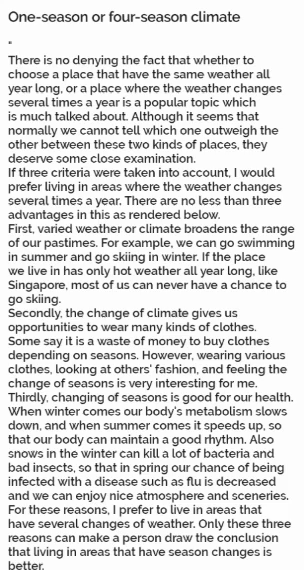 One-season or four-season climate
“
There is no denying the fact that whether to
choose a place that have the same weather all
year long, or a place where the weather changes
several times a year is a popular topic which
is much talked about. Although it seems that
normally we cannot tell which one outweigh the
other between these two kinds of places, they
deserve some close examination.
If three criteria were taken into account, I would
prefer living in areas where the weather changes
several times a year. There are no less than three
advantages in this as rendered below.
First, varied weather or climate broadens the range
of our pastimes. For example, we can go swimming
in summer and go skiing in winter. If the place
we live in has only hot weather all year long, like
Singapore, most of us can never have a chance to
go skiing.
Secondly, the change of climate gives us
opportunities to wear many kinds of clothes.
Some say it is a waste of money to buy clothes
depending on seasons. However, wearing various
clothes, looking at others' fashion, and feeling the
change of seasons is very interesting for me.
Thirdly, changing of seasons is good for our health.
When winter comes our body's metabolism slows
down, and when summer comes it speeds up, so
that our body can maintain a good rhythm. Also
snows in the winter can kill a lot of bacteria and
bad insects, so that in spring our chance of being
infected with a disease such as flu is decreased
and we can enjoy nice atmosphere and sceneries.
For these reasons, I prefer to live in areas that
have several changes of weather. Only these three
reasons can make a person draw the conclusion
that living in areas that have season changes is
better.